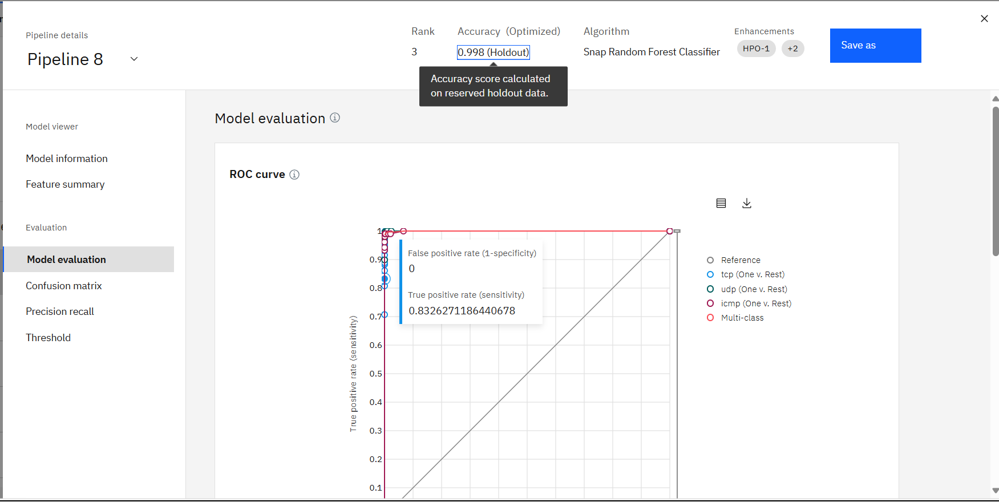 Pipeline details
Pipeline 8
Rank
3
Accuracy (Optimized)
0.998 (Holdout)
Algorithm
Snap Random Forest Classifier
Enhancements
HPO-1
+2
Save as
Accuracy score calculated
on reserved holdout data.
Model viewer
Model information
Feature summary
Evaluation
Model evaluation
Confusion matrix
Precision recall
Threshold
Model evaluation
ROC curve
True positive rate (sensitivity)
1
0.9
0.8
0.7
0.6
0.5
0.4
0.3
0.2
0.1
False positive rate (1-specificity)
0
True positive rate (sensitivity)
0.8326271186440678
Reference
tcp (One v. Rest)
udp (One v. Rest)
icmp (One v. Rest)
Multi-class